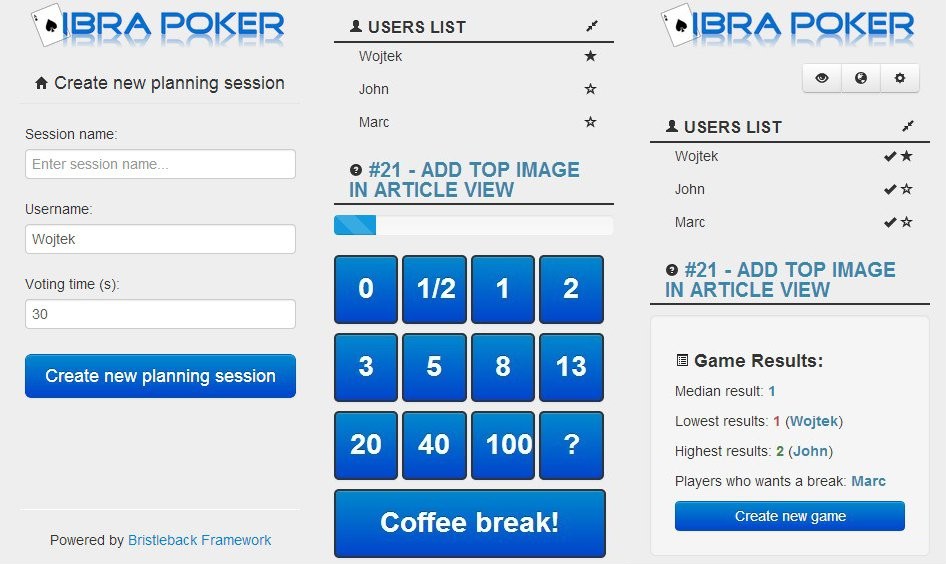 IBRA POKER
Create new planning session
Session name:
Enter session name...
Username:
Wojtek
Voting time (s):
30
Create new planning session
Powered by Bristleback Framework
USERS LIST
Wojtek
John
Marc
#21 - ADD TOP IMAGE
IN ARTICLE VIEW
0 1/2 1 2
3 5 8 13
20 40 100 ?
Coffee break!
IBRA POKER
USERS LIST
Wojtek
John
Marc
#21 - ADD TOP IMAGE
IN ARTICLE VIEW
Game Results:
Median result: 1
Lowest results: 1 (Wojtek)
Highest results: 2 (John)
Players who wants a break: Marc
Create new game